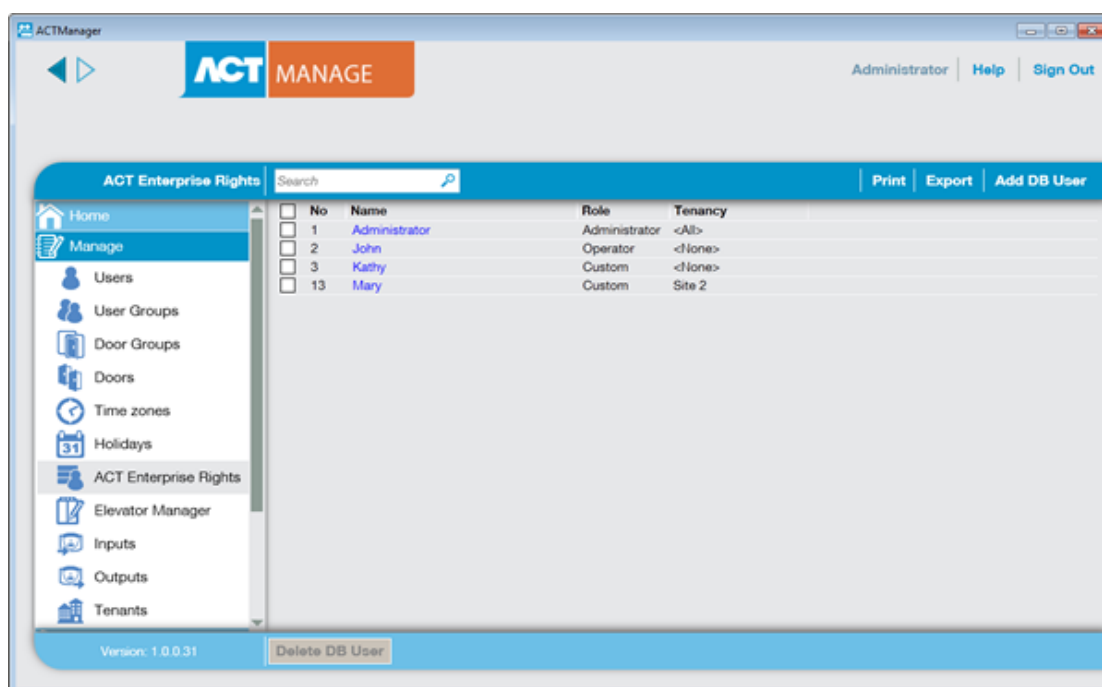 ACTManager
ACT MANAGE
Administrator Help Sign Out
ACT Enterprise Rights Search Print Export Add DB User
Home
Manage
Users
User Groups
Door Groups
Doors
Time zones
31 Holidays
ACT Enterprise Rights
Elevator Manager
Inputs
Outputs
Tenants
No Name Role Tenancy
1 Administrator Administrator <All>
2 John Operator <None>
3 Kathy Custom <None>
13 Mary Custom Site 2
Version: 1.0.0.31 Delete DB User